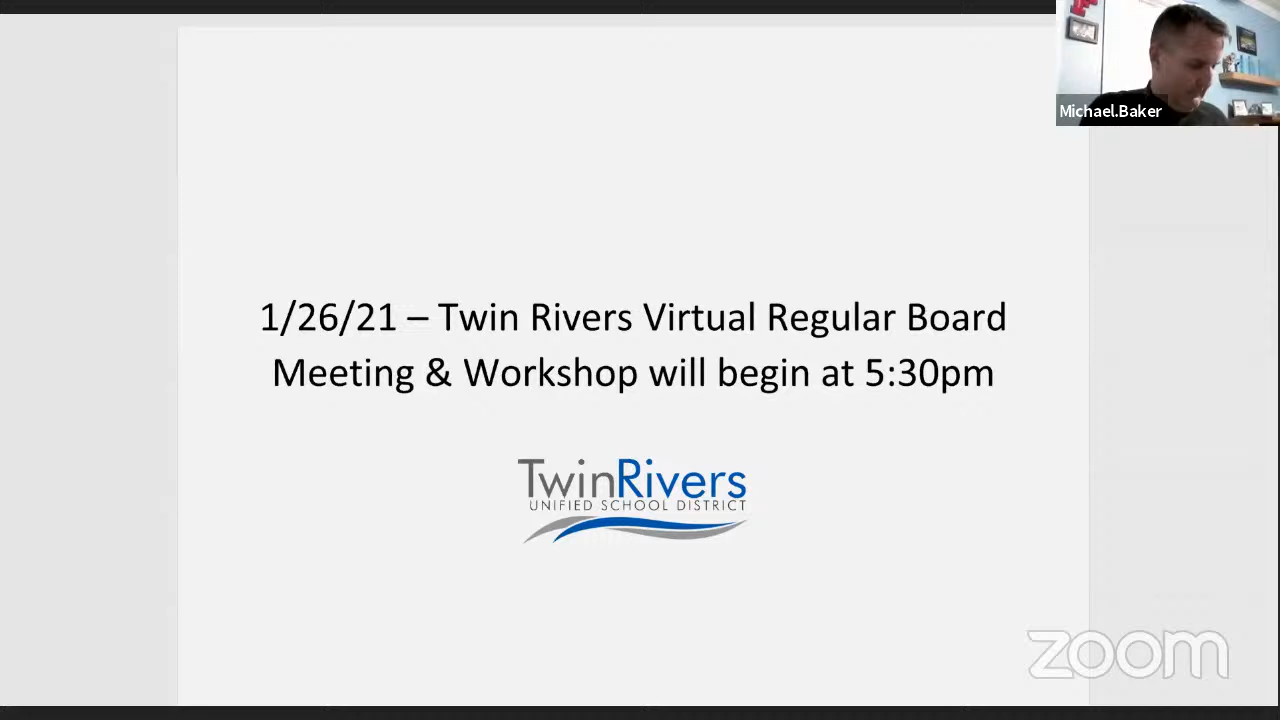 Michael.Baker
1/26/21 – Twin Rivers Virtual Regular Board
Meeting & Workshop will begin at 5:30pm
TwinRivers
UNIFIED SCHOOL DISTRICT
zoom